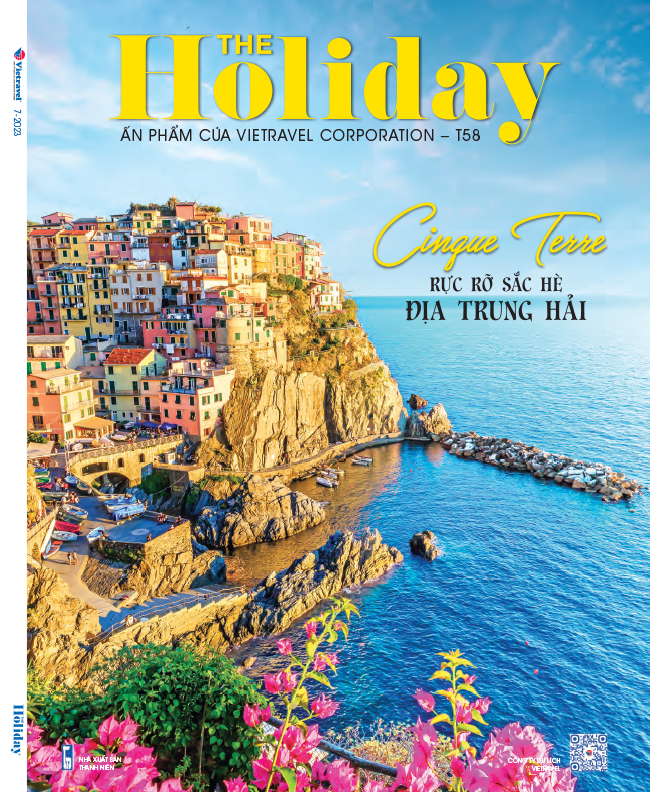 THE
Holiday
ẤN PHẨM CỦA VIETRAVEL CORPORATION – T58
Cinque Terre
RỰC RỠ SẮC HÈ
ĐỊA TRUNG HẢI
Vietravel
7-2023
The Holiday
NHÀ XUẤT BẢN
THANH NIÊN
CÔNG TY DU LỊCH
VIETRAVEL